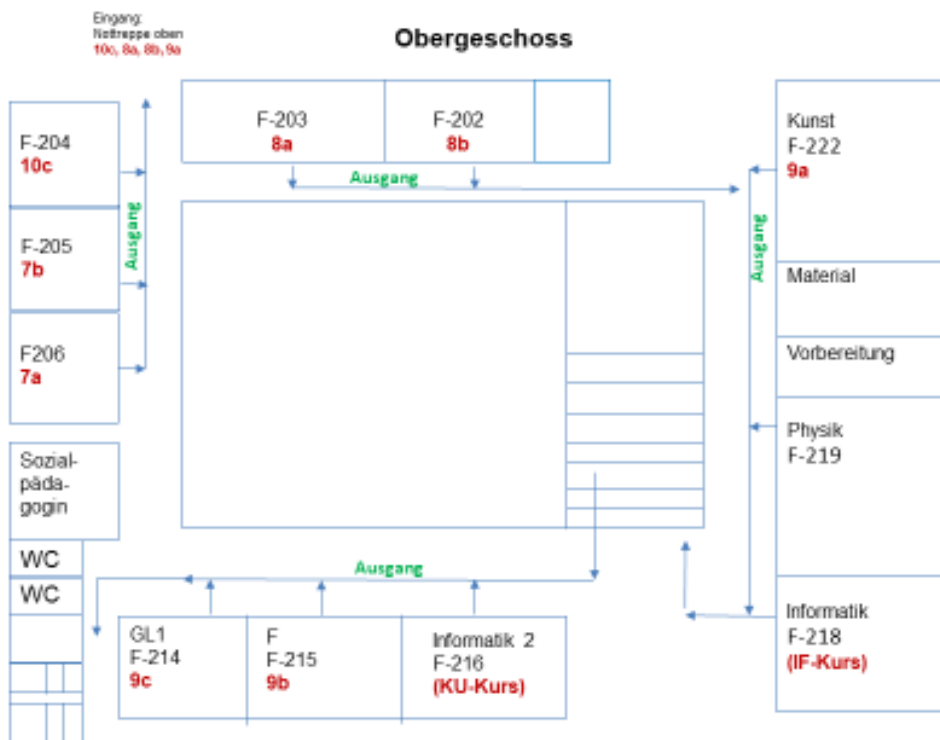 Eingang:
Nottreppe oben
10c, 8a, 8b, 9a
Obergeschoss
F-204
10c
F-205
7b
F206
7a
Ausgang
F-203
8a
F-202
8b
Ausgang
Kunst
F-222
9a
Material
Vorbereitung
Physik
F-219
Informatik
F-218
(IF-Kurs)
Ausgang
Sozial-
päda-
gogin
WC
WC
Ausgang
GL1
F-214
9c
F
F-215
9b
Informatik 2
F-216
(KU-Kurs)